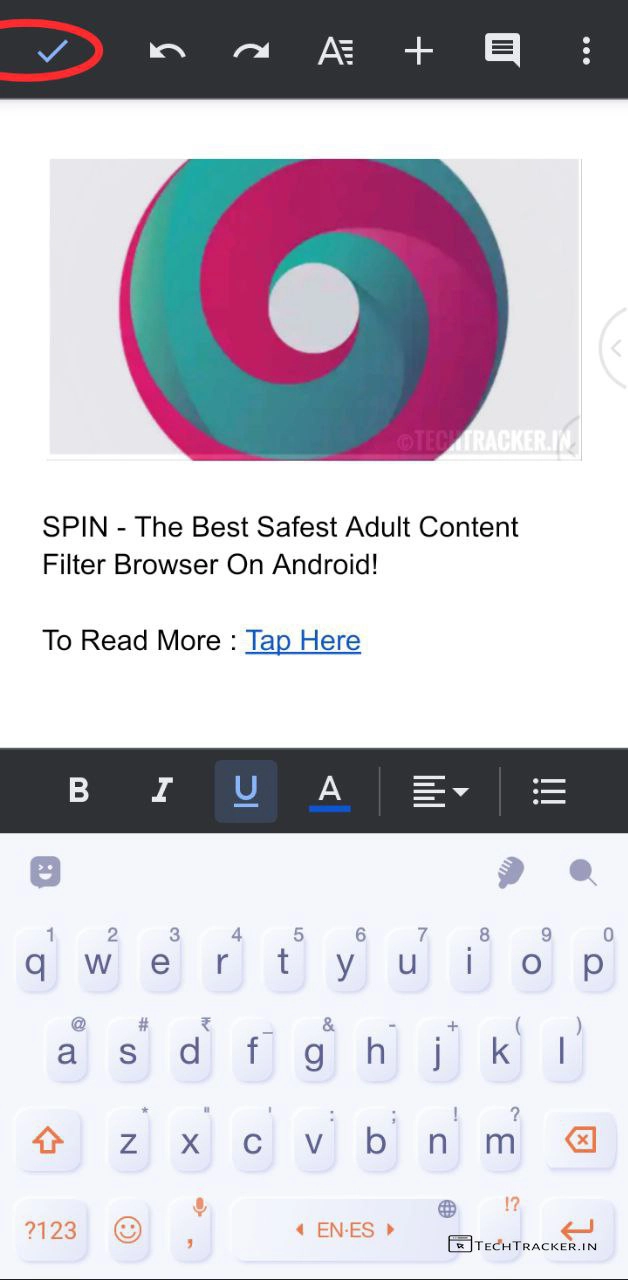 ©TECHTRACKER.IN
SPIN - The Best Safest Adult Content
Filter Browser On Android!
To Read More : Tap Here
B I U A
1 2 3 4 5 6 7 8 9 0
q w e r t y u i o p
@ # ₹ _ & - + ( )
a s d f g h j k l
* " ' : ; ! ?
z x c v b n m
!?
?123 , EN·ES .
TECHTRACKER.IN